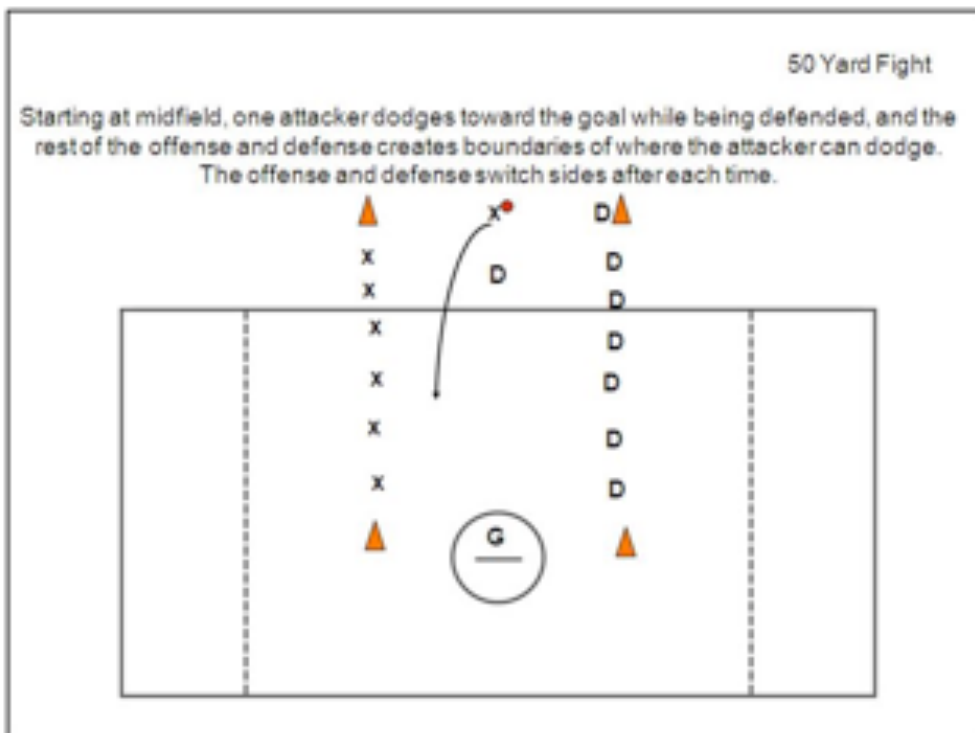 50 Yard Fight
Starting at midfield, one attacker dodges toward the goal while being defended, and the
rest of the offense and defense creates boundaries of where the attacker can dodge.
The offense and defense switch sides after each time.
X D
X D
X D
X D
X D
X D
X D
X D
G